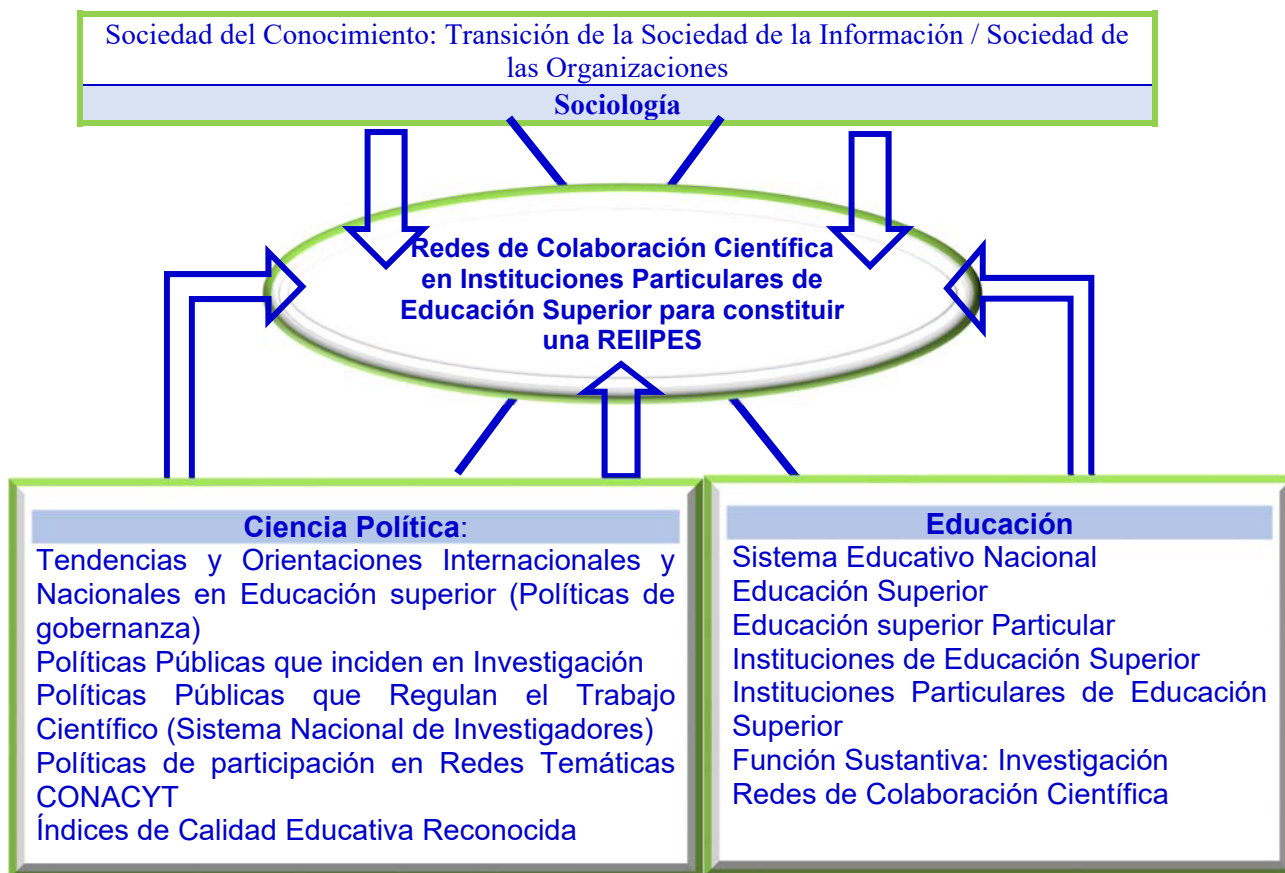 Sociedad del Conocimiento: Transición de la Sociedad de la Información / Sociedad de
las Organizaciones
Sociología
Redes de Colaboración Científica
en Instituciones Particulares de
Educación Superior para constituir
una REIIPES
Ciencia Política:
Tendencias y Orientaciones Internacionales y
Nacionales en Educación superior (Políticas de
gobernanza)
Políticas Públicas que inciden en Investigación
Políticas Públicas que Regulan el Trabajo
Científico (Sistema Nacional de Investigadores)
Políticas de participación en Redes Temáticas
CONACYT
Índices de Calidad Educativa Reconocida
Educación
Sistema Educativo Nacional
Educación Superior
Educación superior Particular
Instituciones de Educación Superior
Instituciones Particulares de Educación
Superior
Función Sustantiva: Investigación
Redes de Colaboración Científica